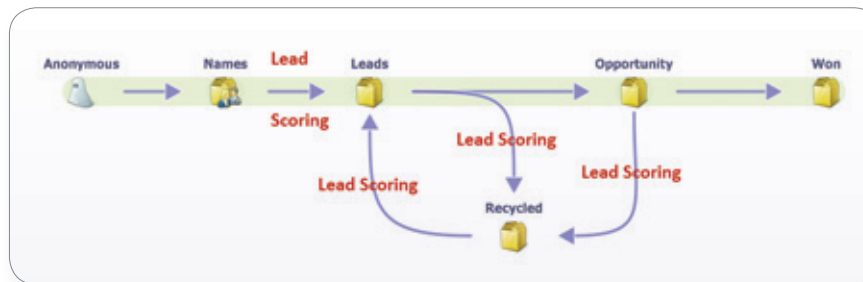 Anonymous
Names
Lead
Scoring
Leads
Opportunity
Won
Lead Scoring
Lead Scoring
Lead Scoring
Recycled